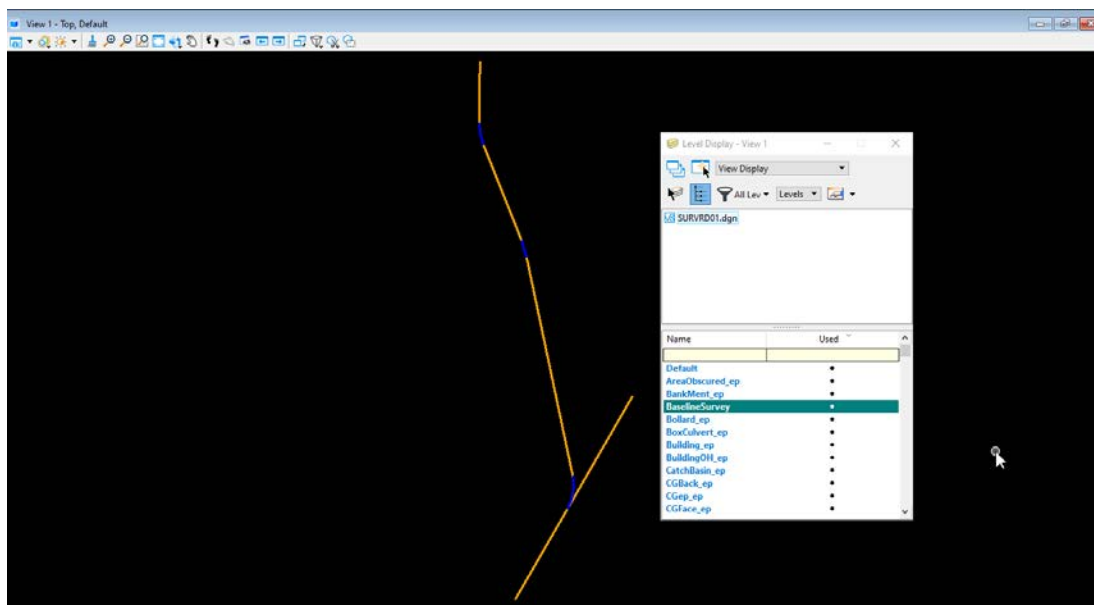 View 1 - Top, Default
Level Display - View 1
View Display
All Lev
Levels
SURVRD01.dgn
Name Used
Default
AreaObscured_ep
BankMent_ep
BaselineSurvey
Bollard_ep
BoxCulvert_ep
Building_ep
BuildingOH_ep
CatchBasin_ep
CGBack_ep
CGep_ep
CGFace_ep